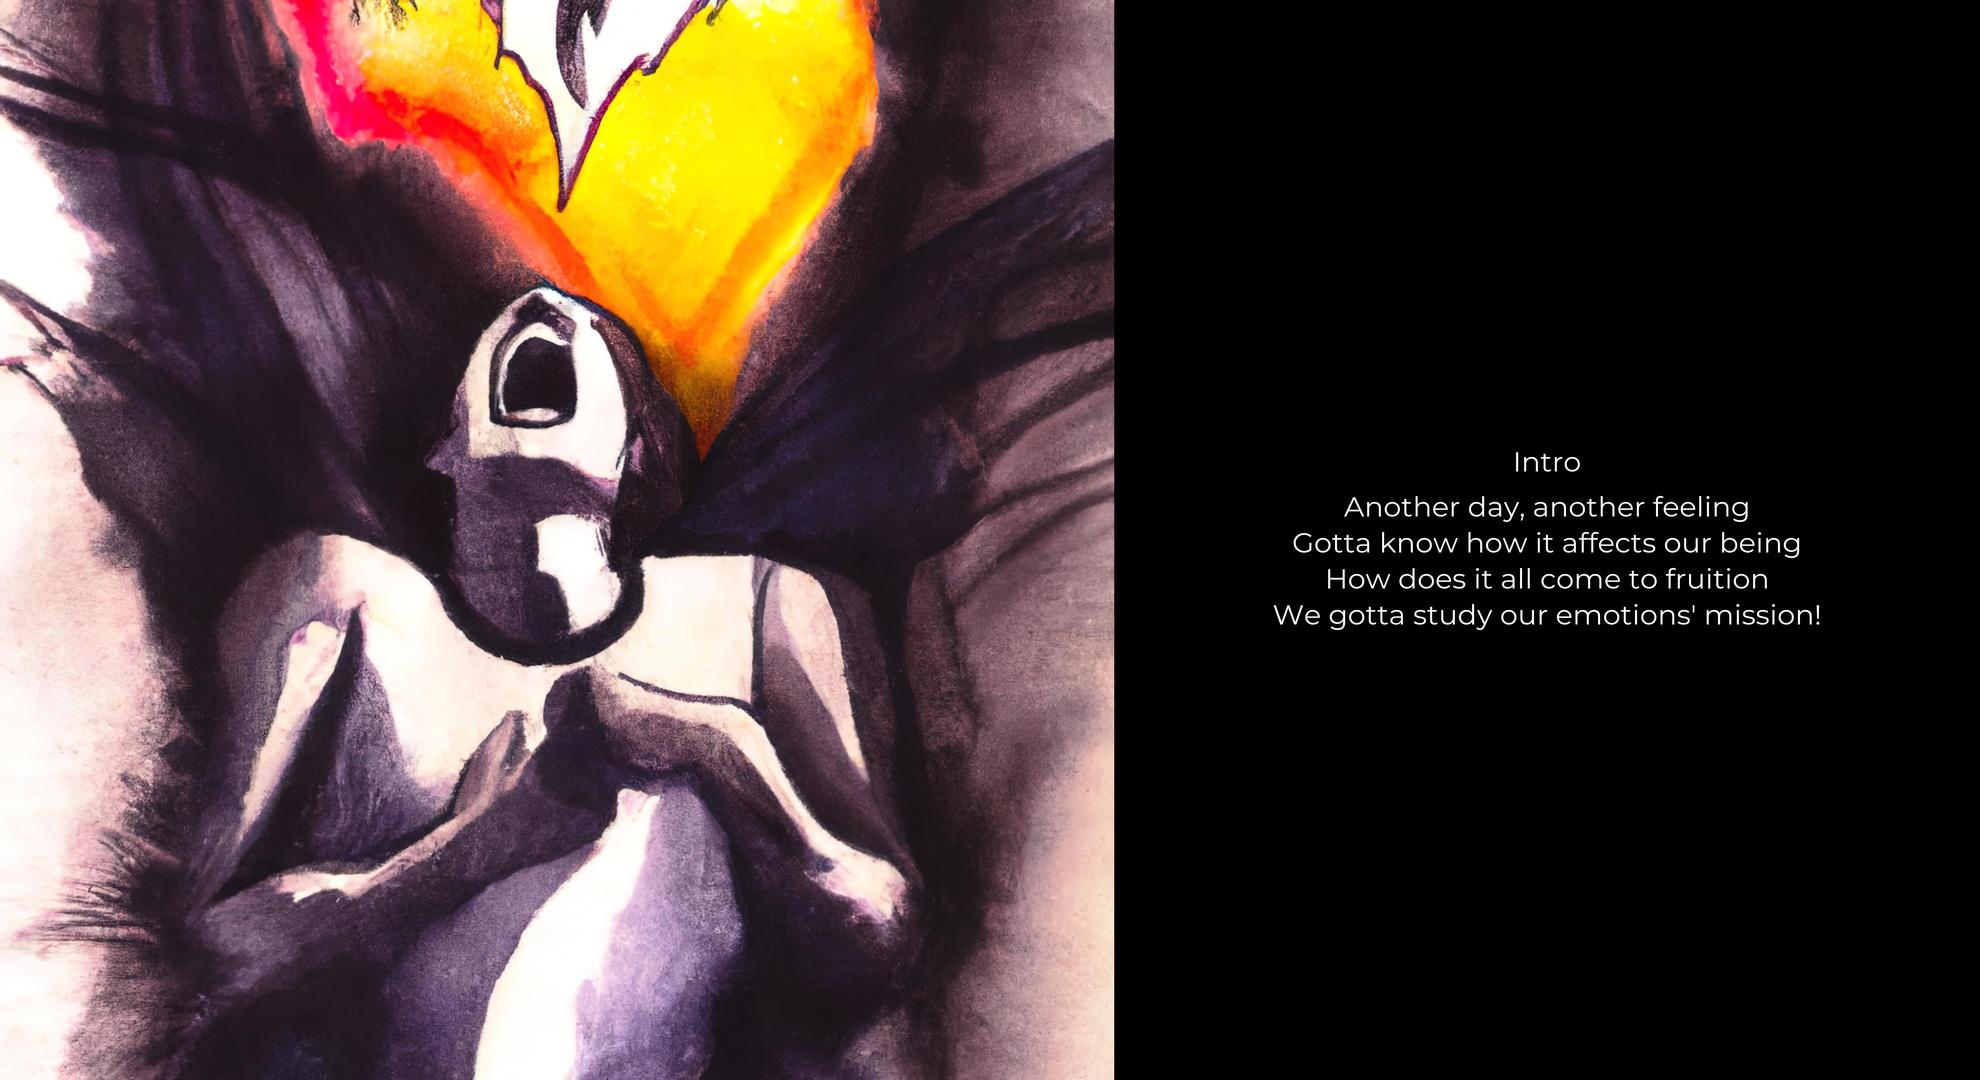 Intro
Another day, another feeling
Gotta know how it affects our being
How does it all come to fruition
We gotta study our emotions' mission!